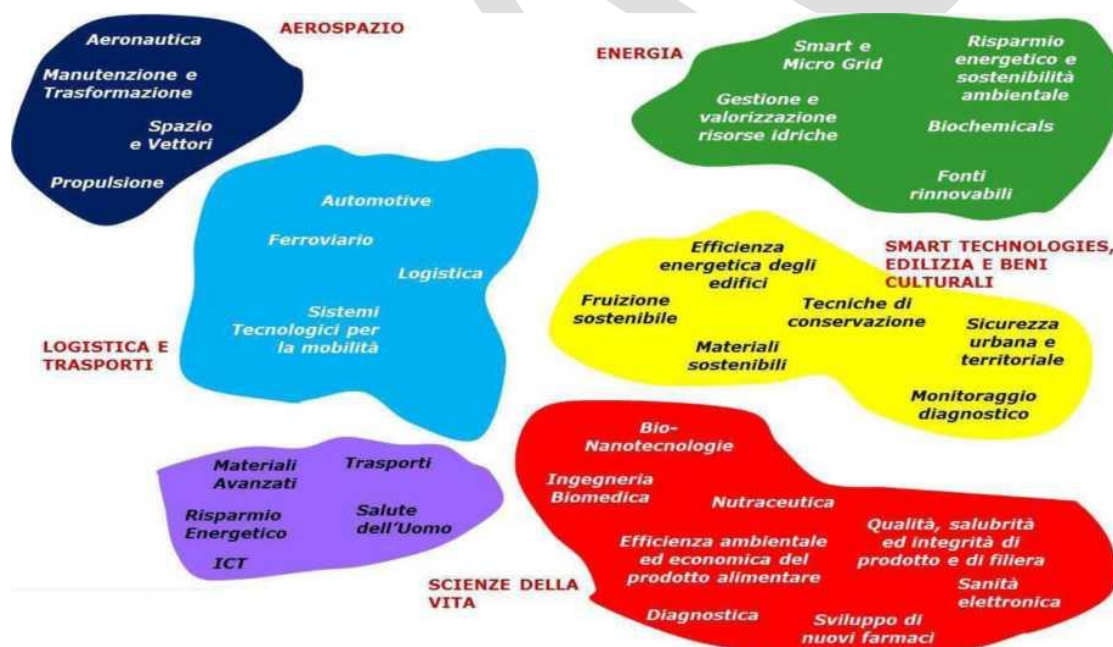 AEROSPAZIO
Aeronautica
Manutenzione e
Trasformazione
Spazio
e Vettori
Propulsione
ENERGIA
Smart e
Micro Grid
Risparmio
energetico e
sostenibilità
ambientale
Gestione e
valorizzazione
risorse idriche
Biochemicals
Fonti
rinnovabili
LOGISTICA E
TRASPORTI
Automotive
Ferroviario
Logistica
Sistemi
Tecnologici per
la mobilità
SMART TECHNOLOGIES,
EDILIZIA E BENI
CULTURALI
Efficienza
energetica degli
edifici
Fruizione
sostenibile
Tecniche di
conservazione
Sicurezza
urbana e
territoriale
Materiali
sostenibili
Monitoraggio
diagnostico
Materiali
Avanzati
Trasporti
Risparmio
Energetico
Salute
dell'Uomo
ICT
SCIENZE DELLA
VITA
Bio-
Nanotecnologie
Ingegneria
Biomedica
Nutraceutica
Efficienza ambientale
ed economica del
prodotto alimentare
Qualità, salubrità
ed integrità di
prodotto e di filiera
Sanità
elettronica
Diagnostica
Sviluppo di
nuovi farmaci